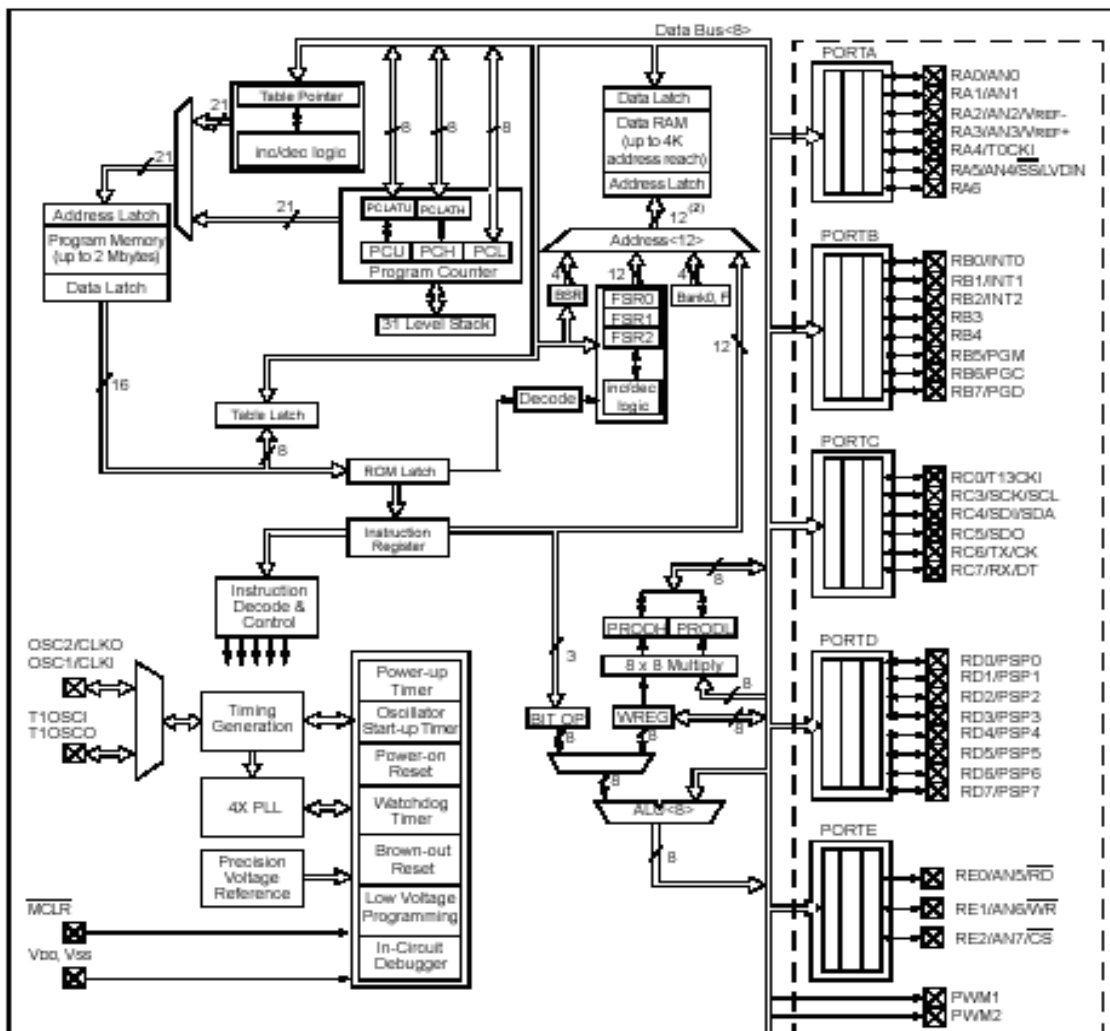 Data Bus<8>
Table Pointer
inc/dec logic
21
21
21
8
8
8
Address Latch
Program Memory
(up to 2 Mbytes)
Data Latch
PCLATU
PCLATH
PCU
PCH
PCL
Program Counter
31 Level Stack
Data Latch
Data RAM
(up to 4K
address reach)
Address Latch
12(2)
Address<12>
4
12
4
BSR
Bank0, F
FSR0
FSR1
FSR2
inc/dec
logic
12
16
Decode
Table Latch
8
ROM Latch
Instruction
Register
Instruction
Decode &
Control
8
PRODH
PRODL
8 x 8 Multiply
3
8
BIT OP
WREG
8
8
8
8
ALU<8>
8
OSC2/CLKO
OSC1/CLKI
T1OSCI
T1OSCO
Timing
Generation
4X PLL
Precision
Voltage
Reference
Power-up
Timer
Oscillator
Start-up Timer
Power-on
Reset
Watchdog
Timer
Brown-out
Reset
Low Voltage
Programming
In-Circuit
Debugger
MCLR
VDD, VSS
PORTA
RA0/AN0
RA1/AN1
RA2/AN2/VREF-
RA3/AN3/VREF+
RA4/T0CKI
RA5/AN4/SS/LVDIN
RA6
PORTB
RB0/INT0
RB1/INT1
RB2/INT2
RB3
RB4
RB5/PGM
RB6/PGC
RB7/PGD
PORTC
RC0/T13CKI
RC3/SCK/SCL
RC4/SDI/SDA
RC5/SDO
RC6/TX/CK
RC7/RX/DT
PORTD
RD0/PSP0
RD1/PSP1
RD2/PSP2
RD3/PSP3
RD4/PSP4
RD5/PSP5
RD6/PSP6
RD7/PSP7
PORTE
RE0/AN5/RD
RE1/AN6/WR
RE2/AN7/CS
PWM1
PWM2